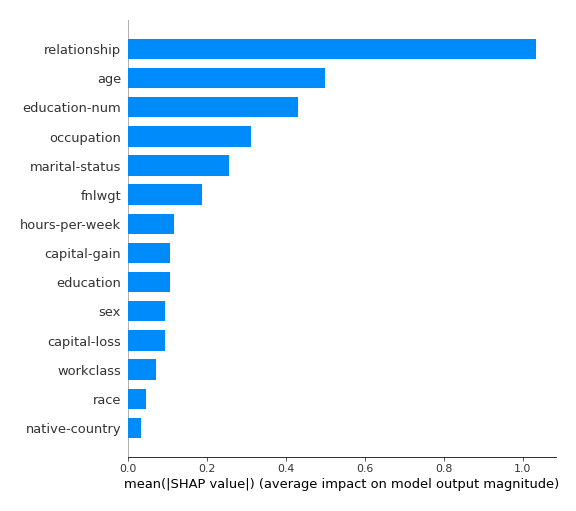 relationship
age
education-num
occupation
marital-status
fnlwgt
hours-per-week
capital-gain
education
sex
capital-loss
workclass
race
native-country
0.0 0.2 0.4 0.6 0.8 1.0
mean(|SHAP value|) (average impact on model output magnitude)